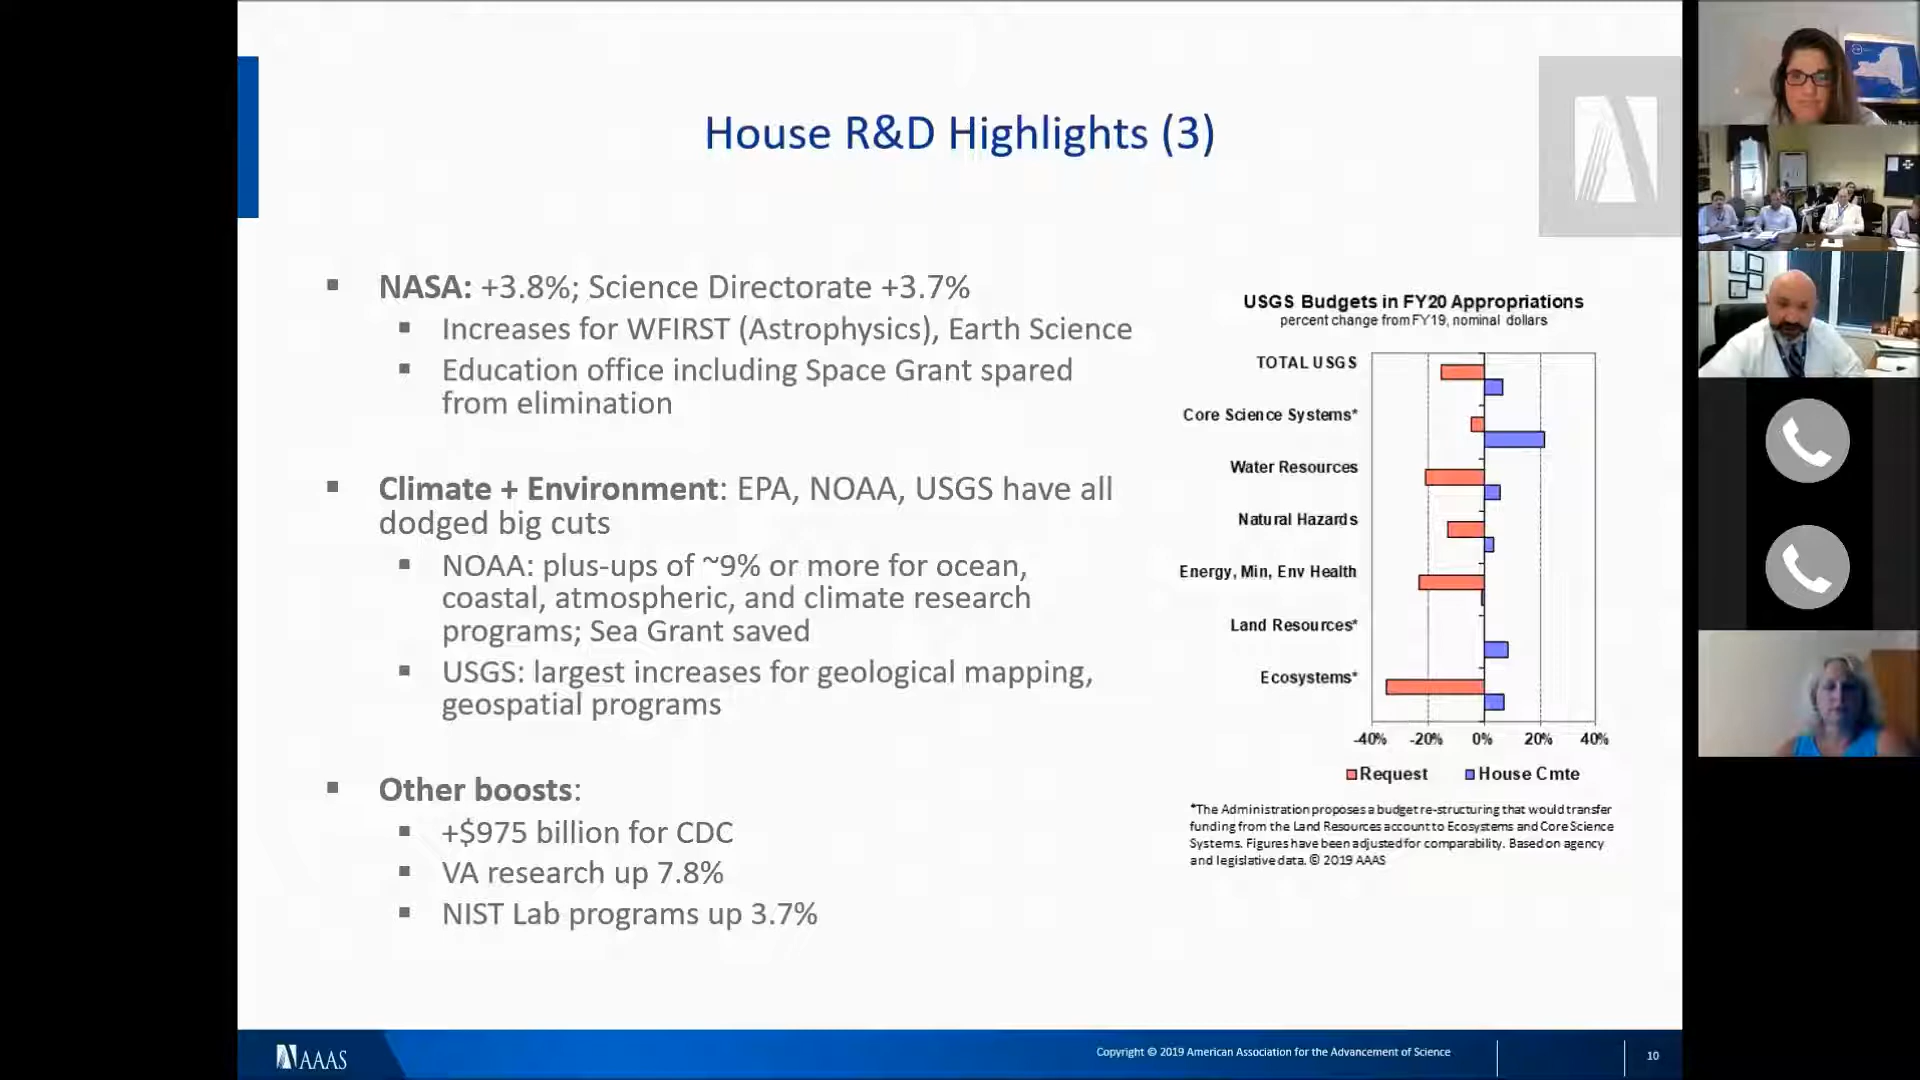 House R&D Highlights (3)
NASA: +3.8%; Science Directorate +3.7%
Increases for WFIRST (Astrophysics), Earth Science
Education office including Space Grant spared
from elimination
Climate + Environment: EPA, NOAA, USGS have all
dodged big cuts
NOAA: plus-ups of ~9% or more for ocean,
coastal, atmospheric, and climate research
programs; Sea Grant saved
USGS: largest increases for geological mapping,
geospatial programs
Other boosts:
+$975 billion for CDC
VA research up 7.8%
NIST Lab programs up 3.7%
USGS Budgets in FY20 Appropriations
percent change from FY19, nominal dollars
TOTAL USGS
Core Science Systems*
Water Resources
Natural Hazards
Energy, Min, Env Health
Land Resources*
Ecosystems*
-40% -20% 0% 20% 40%
Request House Cmte
*The Administration proposes a budget re-structuring that would transfer
funding from the Land Resources account to Ecosystems and Core Science
Systems. Figures have been adjusted for comparability. Based on agency
and legislative data. © 2019 AAAS
AAAS
Copyright © 2019 American Association for the Advancement of Science
10